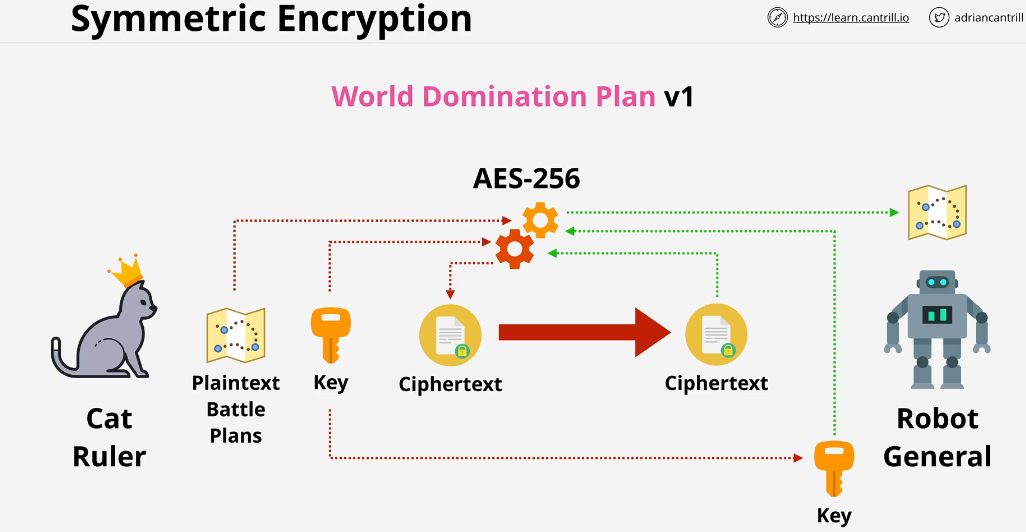 Symmetric Encryption
https://learn.cantrill.io
adriancantrill
World Domination Plan v1
AES-256
Plaintext
Battle
Plans
Key
Ciphertext
Ciphertext
Cat
Ruler
Robot
General
Key